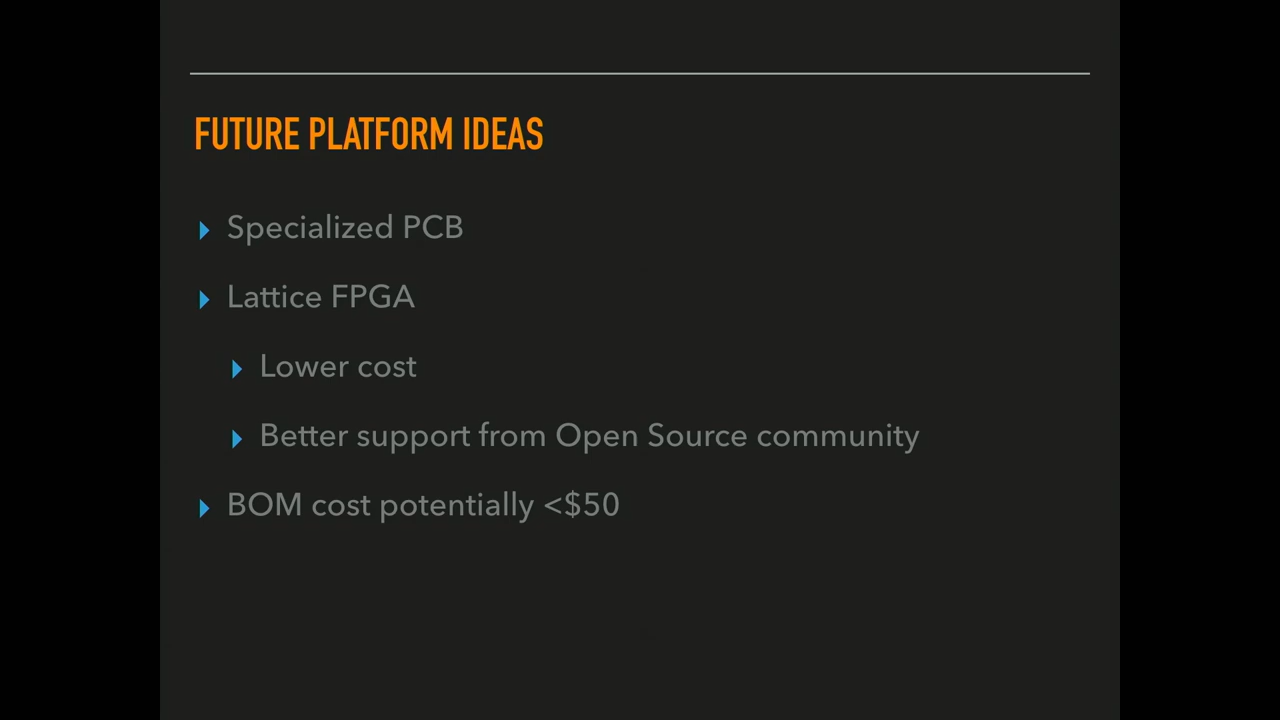 FUTURE PLATFORM IDEAS
Specialized PCB
Lattice FPGA
Lower cost
Better support from Open Source community
BOM cost potentially <$50